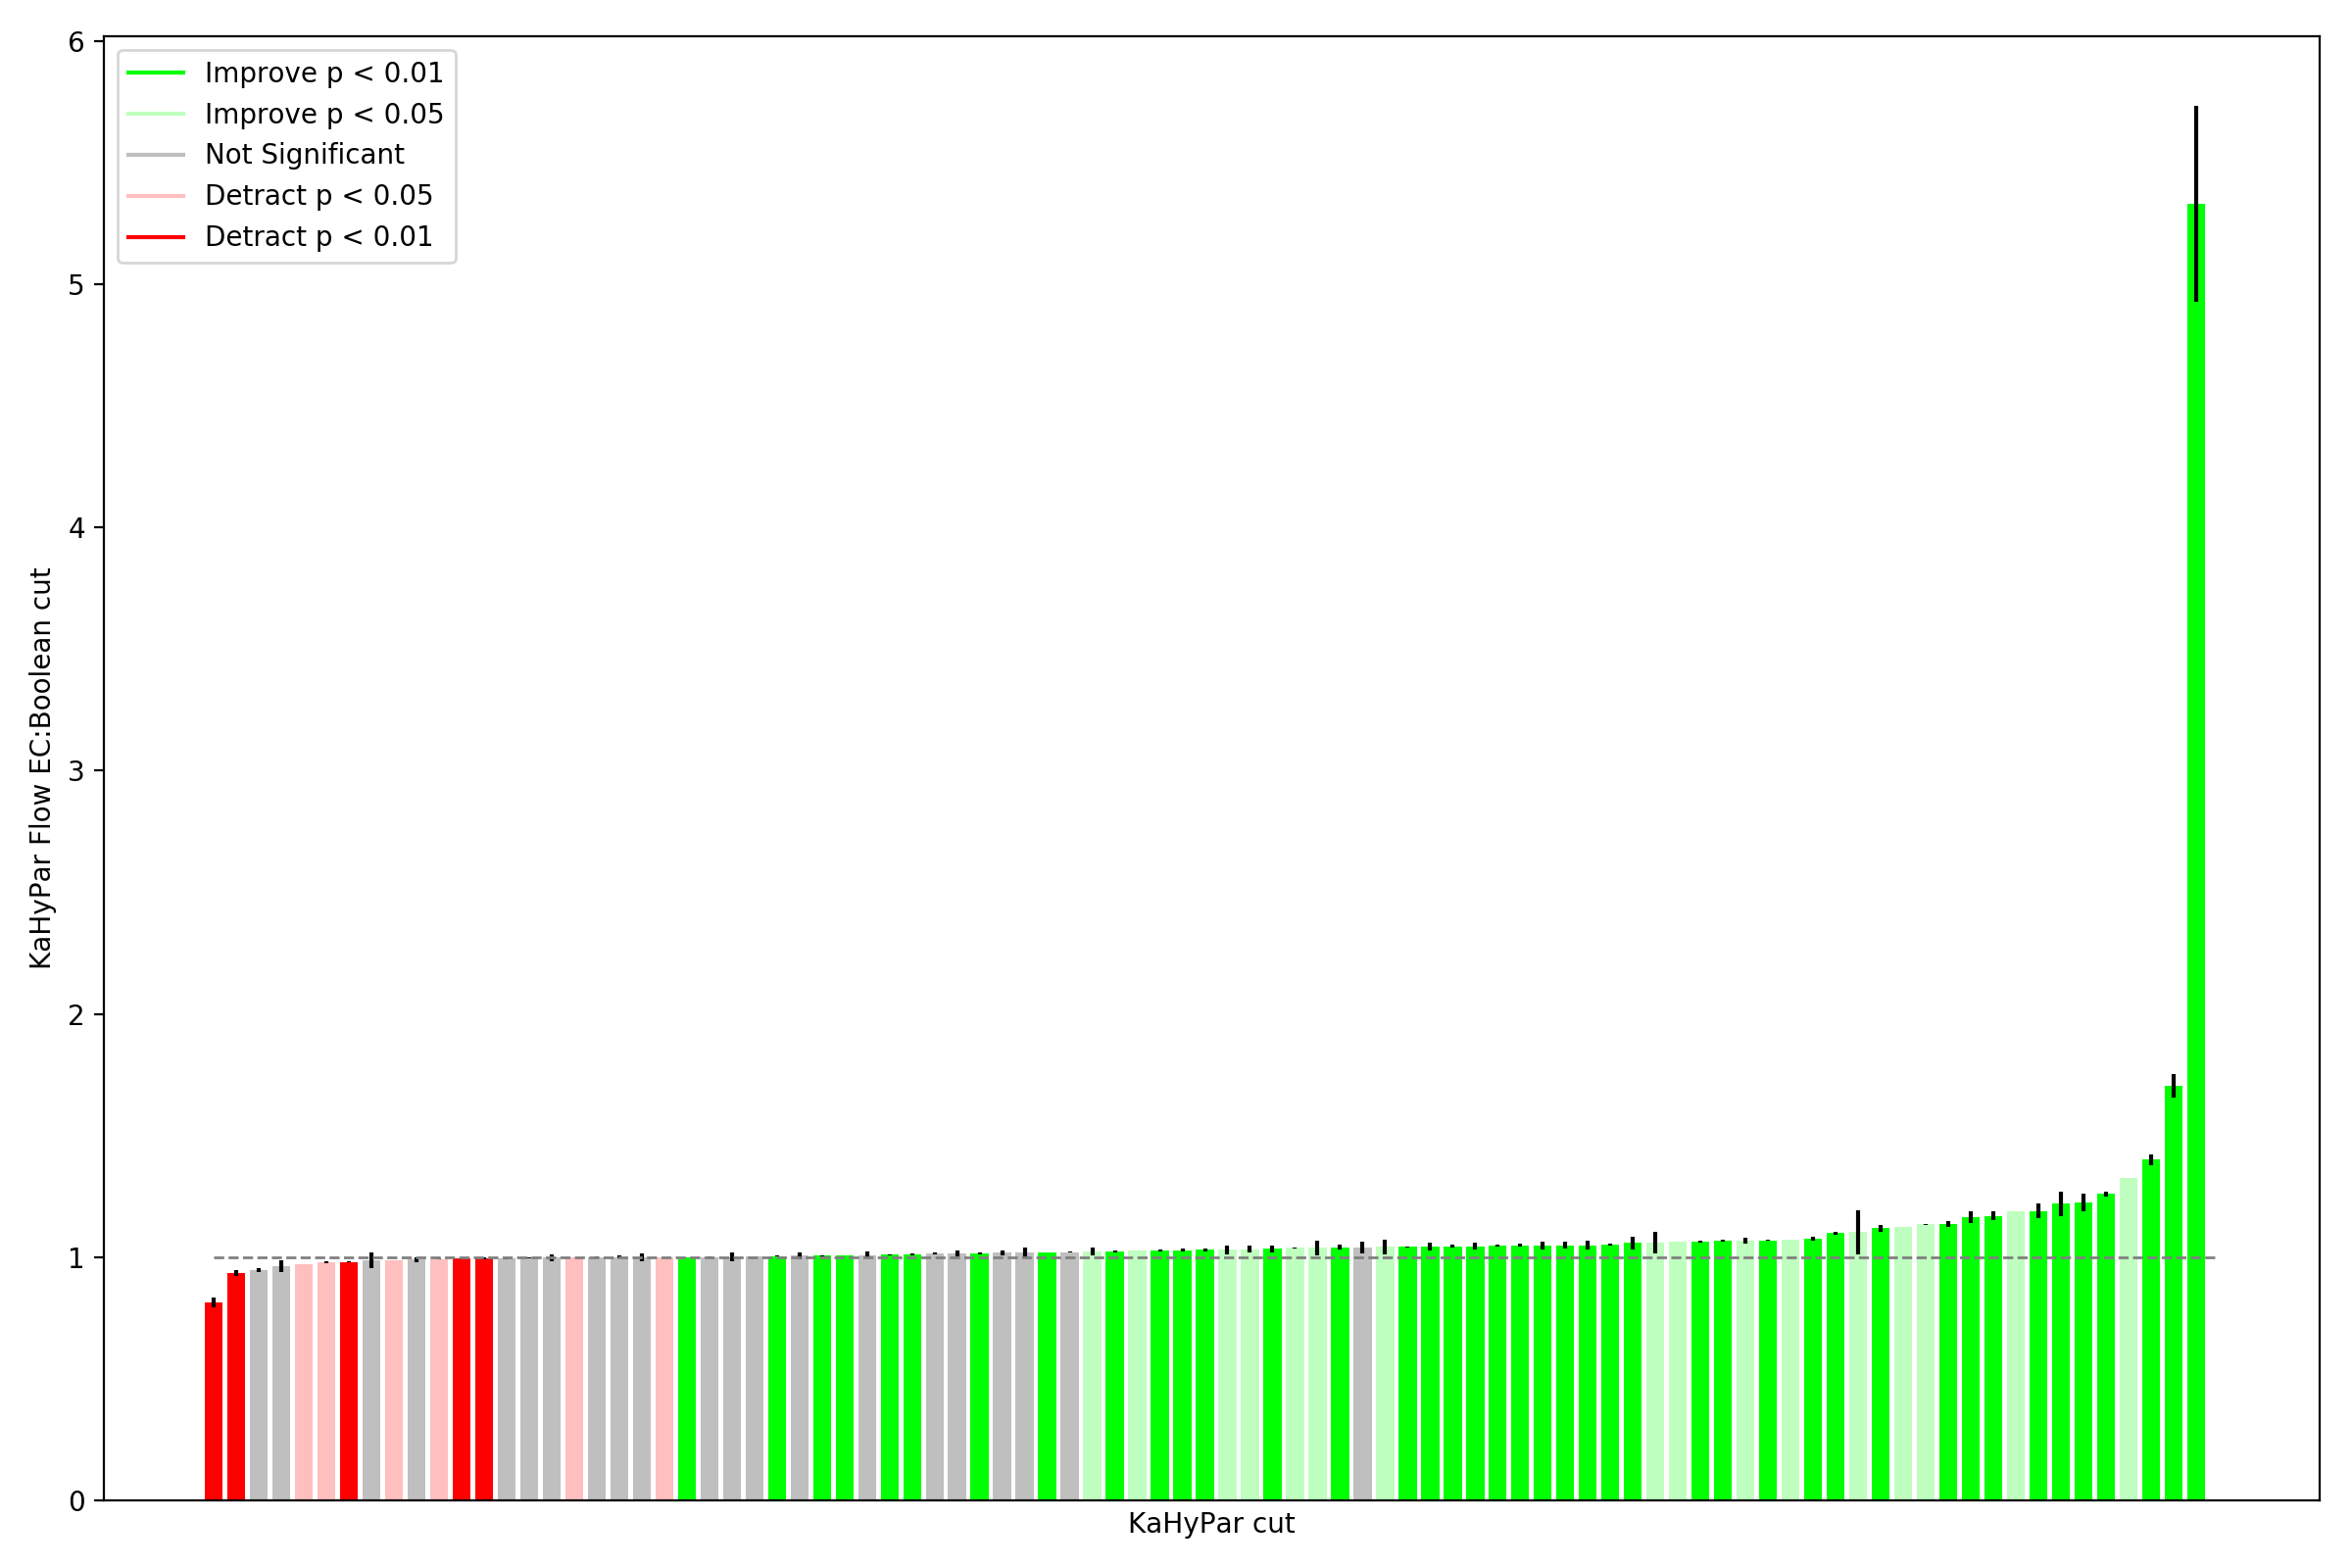 Improve p < 0.01
Improve p < 0.05
Not Significant
Detract p < 0.05
Detract p < 0.01
6
5
4
3
2
1
0
KaHyPar Flow EC:Boolean cut
KaHyPar cut